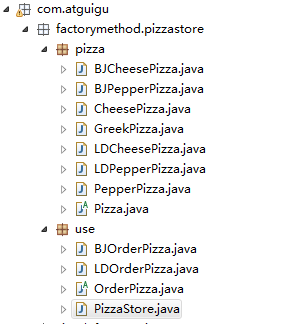 com.atguigu
factorymethod.pizzastore
pizza
BJCheesePizza.java
BJPepperPizza.java
CheesePizza.java
GreekPizza.java
LDCheesePizza.java
LDPepperPizza.java
PepperPizza.java
Pizza.java
use
BJOrderPizza.java
LDOrderPizza.java
OrderPizza.java
PizzaStore.java